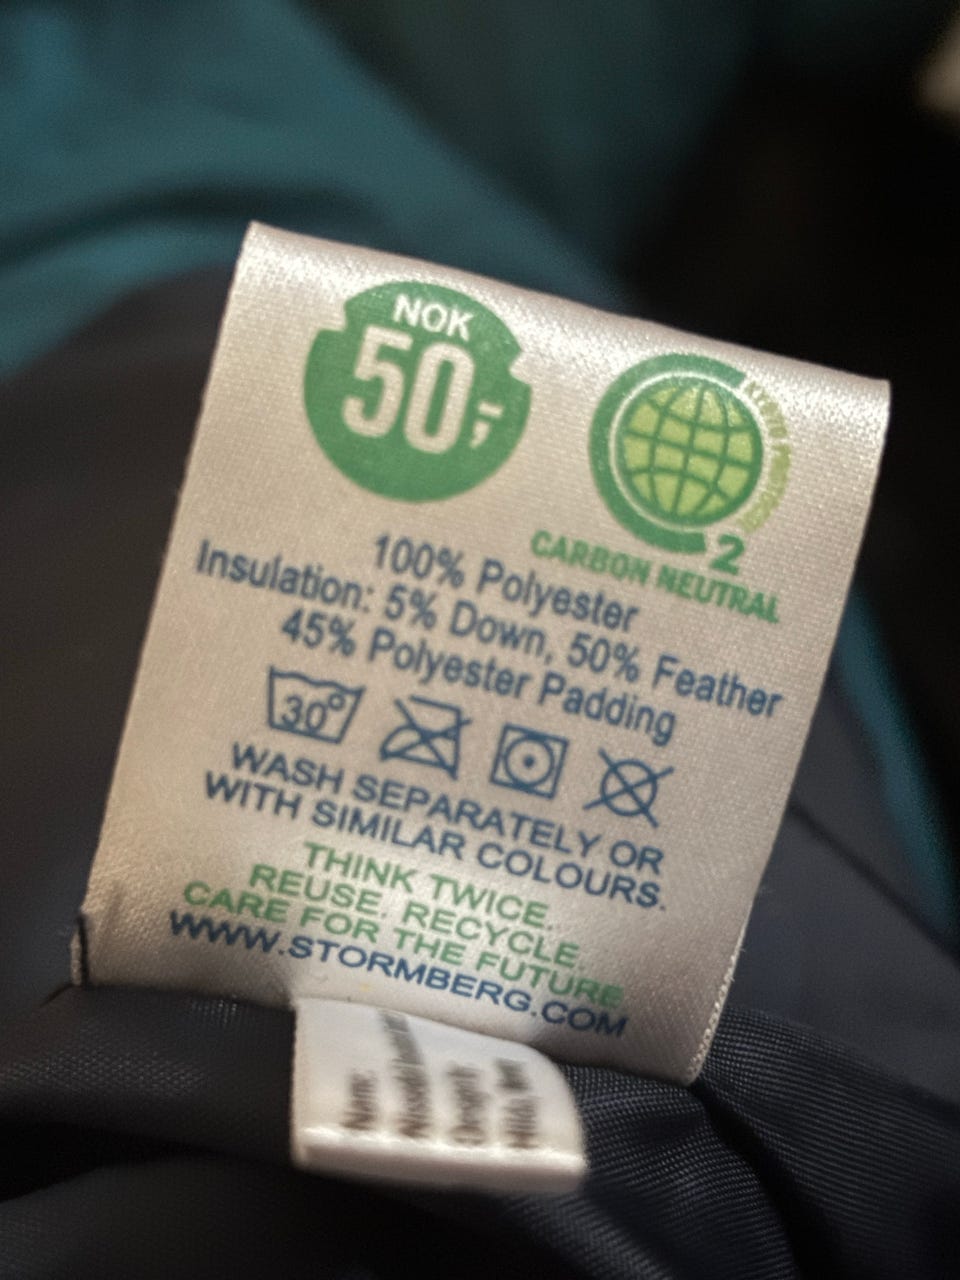 NOK
50,-
2
CARBON NEUTRAL
100% Polyester
Insulation: 5% Down, 50% Feather
45% Polyester Padding
30°
WASH SEPARATELY OR
WITH SIMILAR COLOURS.
THINK TWICE.
REUSE. RECYCLE.
CARE FOR THE FUTURE
WWW.STORMBERG.COM